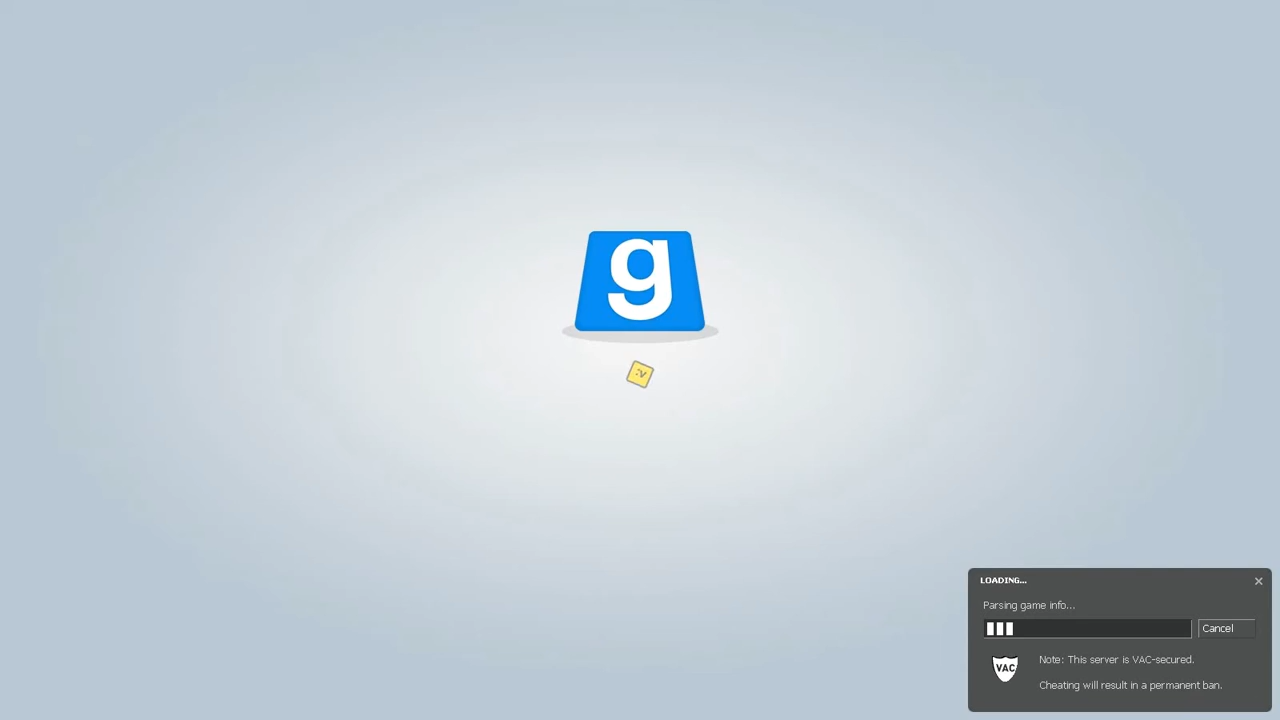 g
:v
LOADING...
Parsing game info...
Cancel
VAC
Note: This server is VAC-secured.
Cheating will result in a permanent ban.